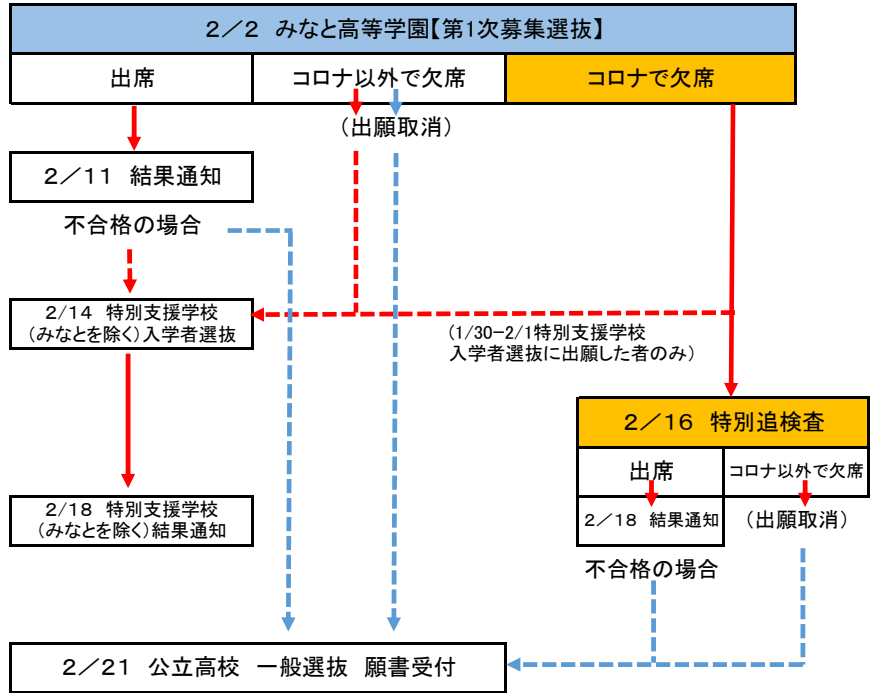 ２／２ みなと高等学園【第1次募集選抜】
出席
コロナ以外で欠席
コロナで欠席
（出願取消）
２／11 結果通知
不合格の場合
2/14 特別支援学校
（みなとを除く）入学者選抜
（1/30−2/1特別支援学校
入学者選抜に出願した者のみ）
２／１６ 特別追検査
出席
コロナ以外で欠席
２／18 結果通知
（出願取消）
2/18 特別支援学校
（みなとを除く）結果通知
不合格の場合
２／21 公立高校 一般選抜 願書受付